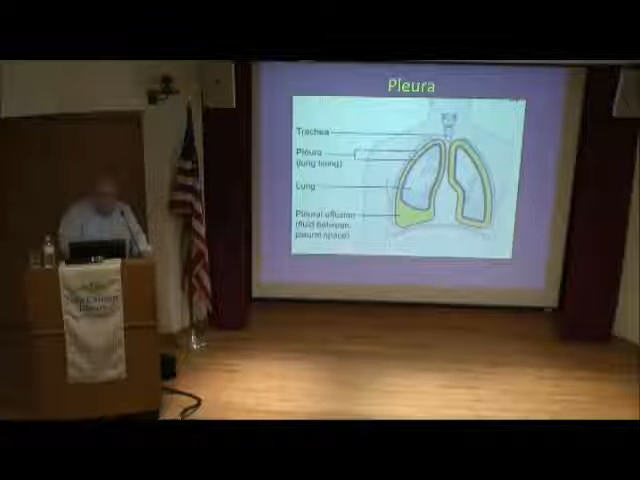 Pleura
Trachea
Pleura
(lung lining)
Lung
Pleural effusion
(fluid between
pleural space)